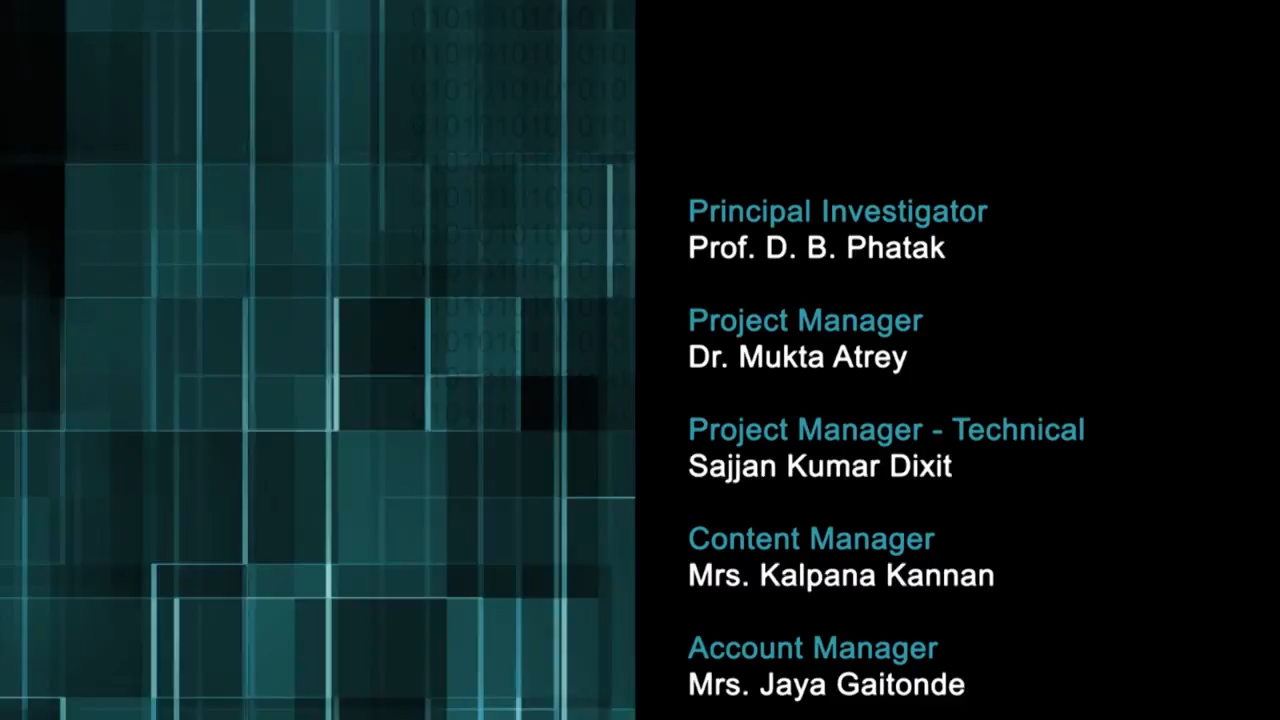 Principal Investigator
Prof. D. B. Phatak
Project Manager
Dr. Mukta Atrey
Project Manager - Technical
Sajjan Kumar Dixit
Content Manager
Mrs. Kalpana Kannan
Account Manager
Mrs. Jaya Gaitonde